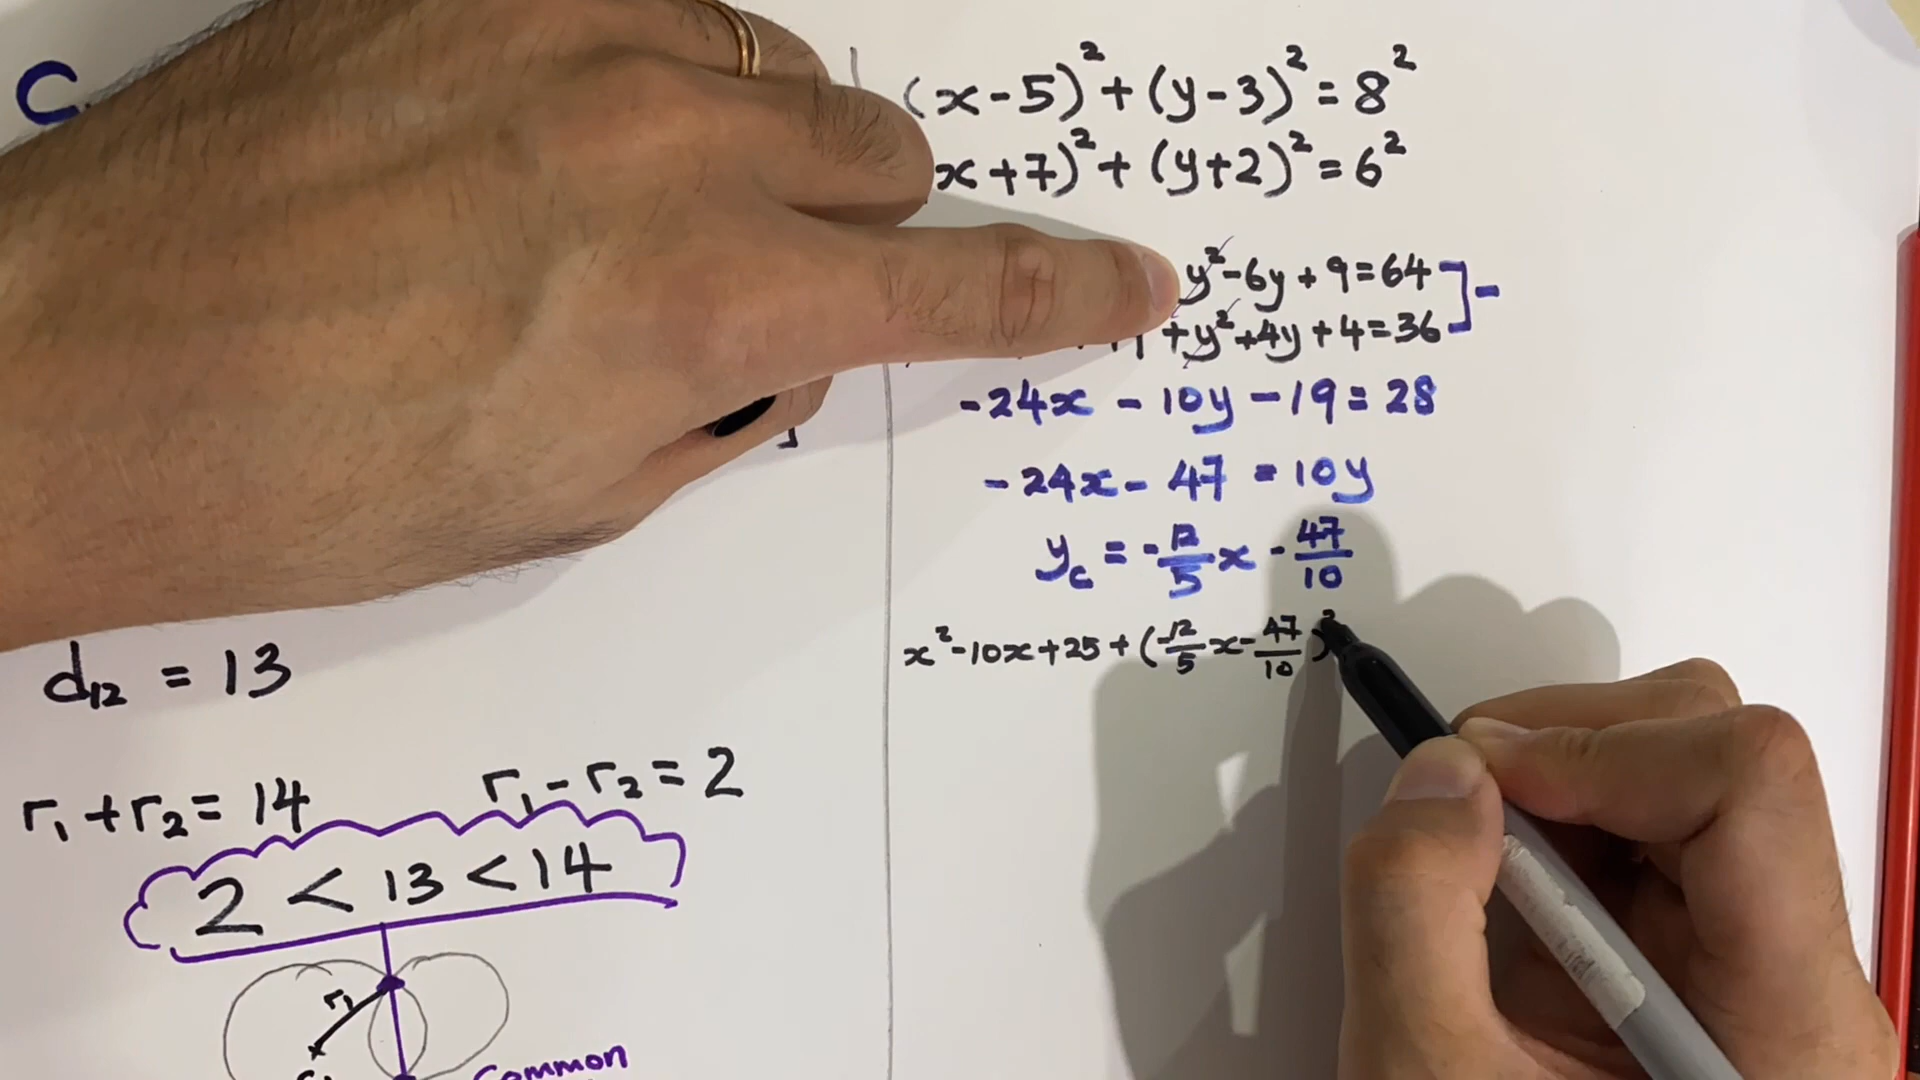 C
d₁₂ = 13
r₁ + r₂ = 14
r₁ - r₂ = 2
2 < 13 < 14
r₁
Common
(x - 5)² + (y - 3)² = 8²
x + 7)² + (y + 2)² = 6²
y² - 6y + 9 = 64
+ y² + 4y + 4 = 36
-
-24x - 10y - 19 = 28
-24x - 47 = 10y
y_c = -12/5 x - 47/10
x² - 10x + 25 + (-12/5 x - 47/10)²